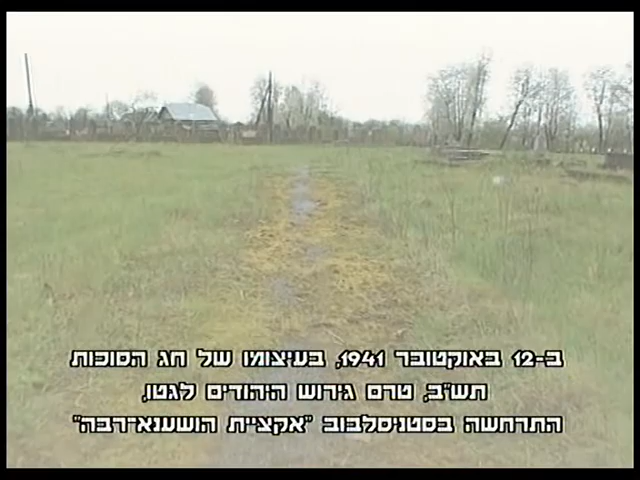 ב-12 באוקטובר 1941, בעיצומו של חג הסוכות
תש"ב, טרם גירוש היהודים לגטו,
התרחשה בסטניסלבוב "אקציית הושענא-רבה"